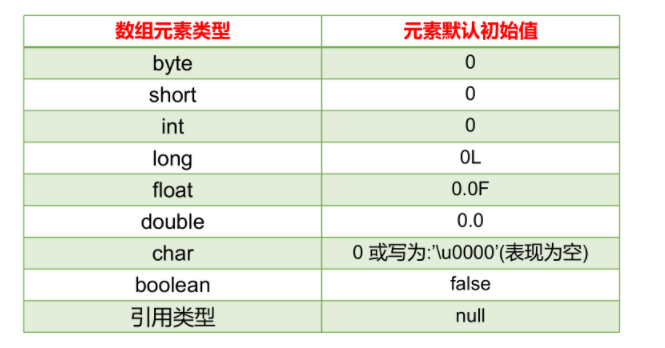 数组元素类型 元素默认初始值
byte 0
short 0
int 0
long 0L
float 0.0F
double 0.0
char 0 或写为:'\u0000'(表现为空)
boolean false
引用类型 null